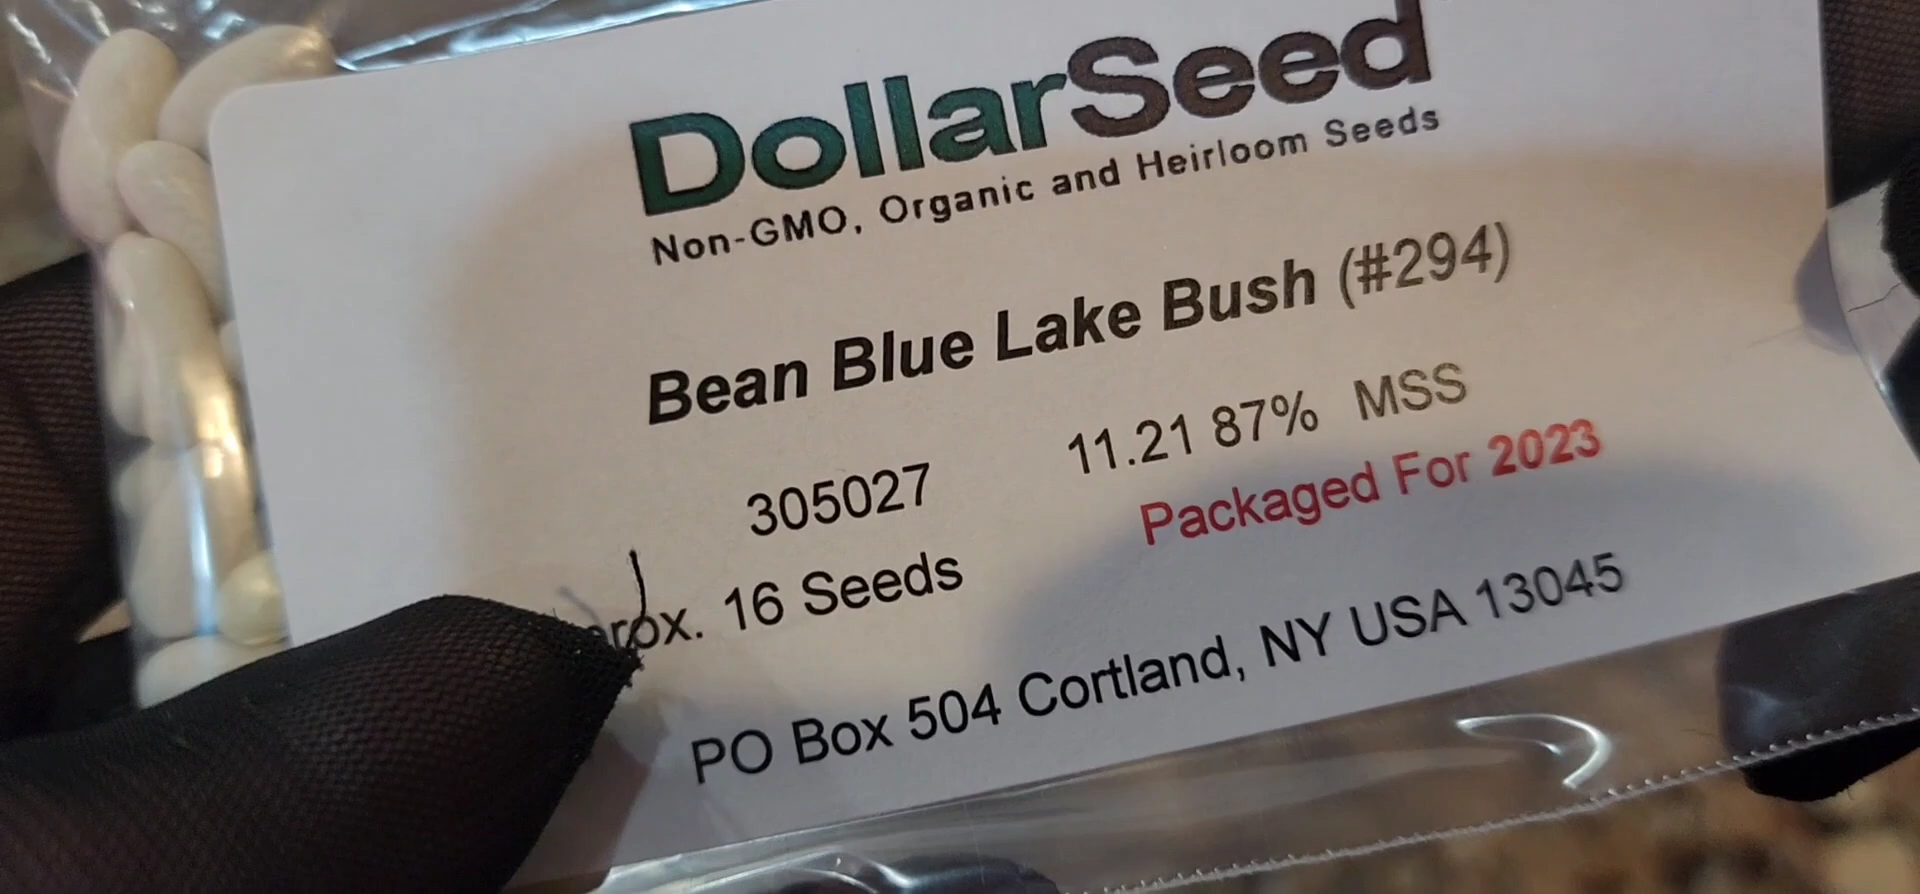 DollarSeed
Non-GMO, Organic and Heirloom Seeds
Bean Blue Lake Bush (#294)
305027 11.21 87% MSS
Packaged For 2023
rox. 16 Seeds
PO Box 504 Cortland, NY USA 13045